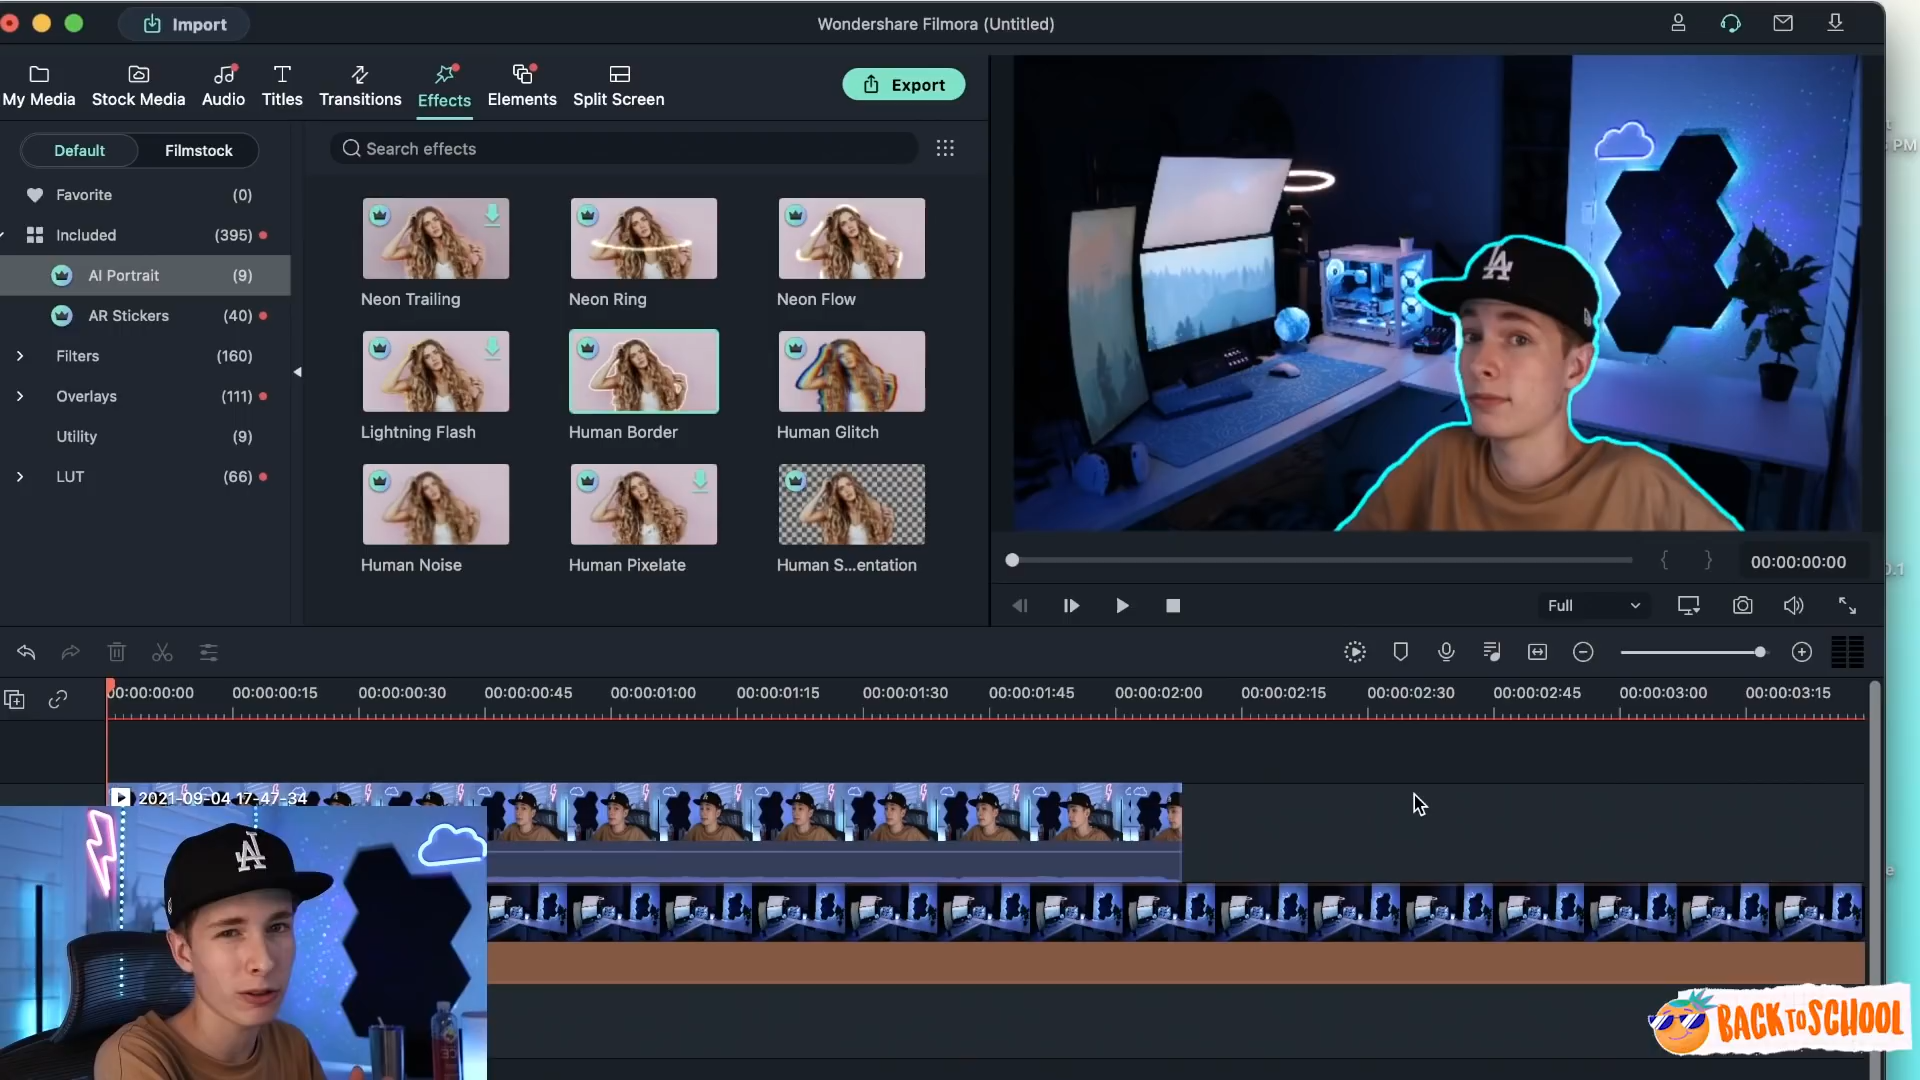 Import
Wondershare Filmora (Untitled)
My Media
Stock Media
Audio
Titles
Transitions
Effects
Elements
Split Screen
Export
Default
Filmstock
Search effects
Favorite (0)
Included (395)
AI Portrait (9)
AR Stickers (40)
Filters (160)
Overlays (111)
Utility (9)
LUT (66)
Neon Trailing
Neon Ring
Neon Flow
Lightning Flash
Human Border
Human Glitch
Human Noise
Human Pixelate
Human S...entation
LA
PM
00:00:00:00
Full
00:00:00:00 00:00:00:15 00:00:00:30 00:00:00:45 00:00:01:00 00:00:01:15 00:00:01:30 00:00:01:45 00:00:02:00 00:00:02:15 00:00:02:30 00:00:02:45 00:00:03:00 00:00:03:15
2021-09-04 17-47-34
BACK TO SCHOOL